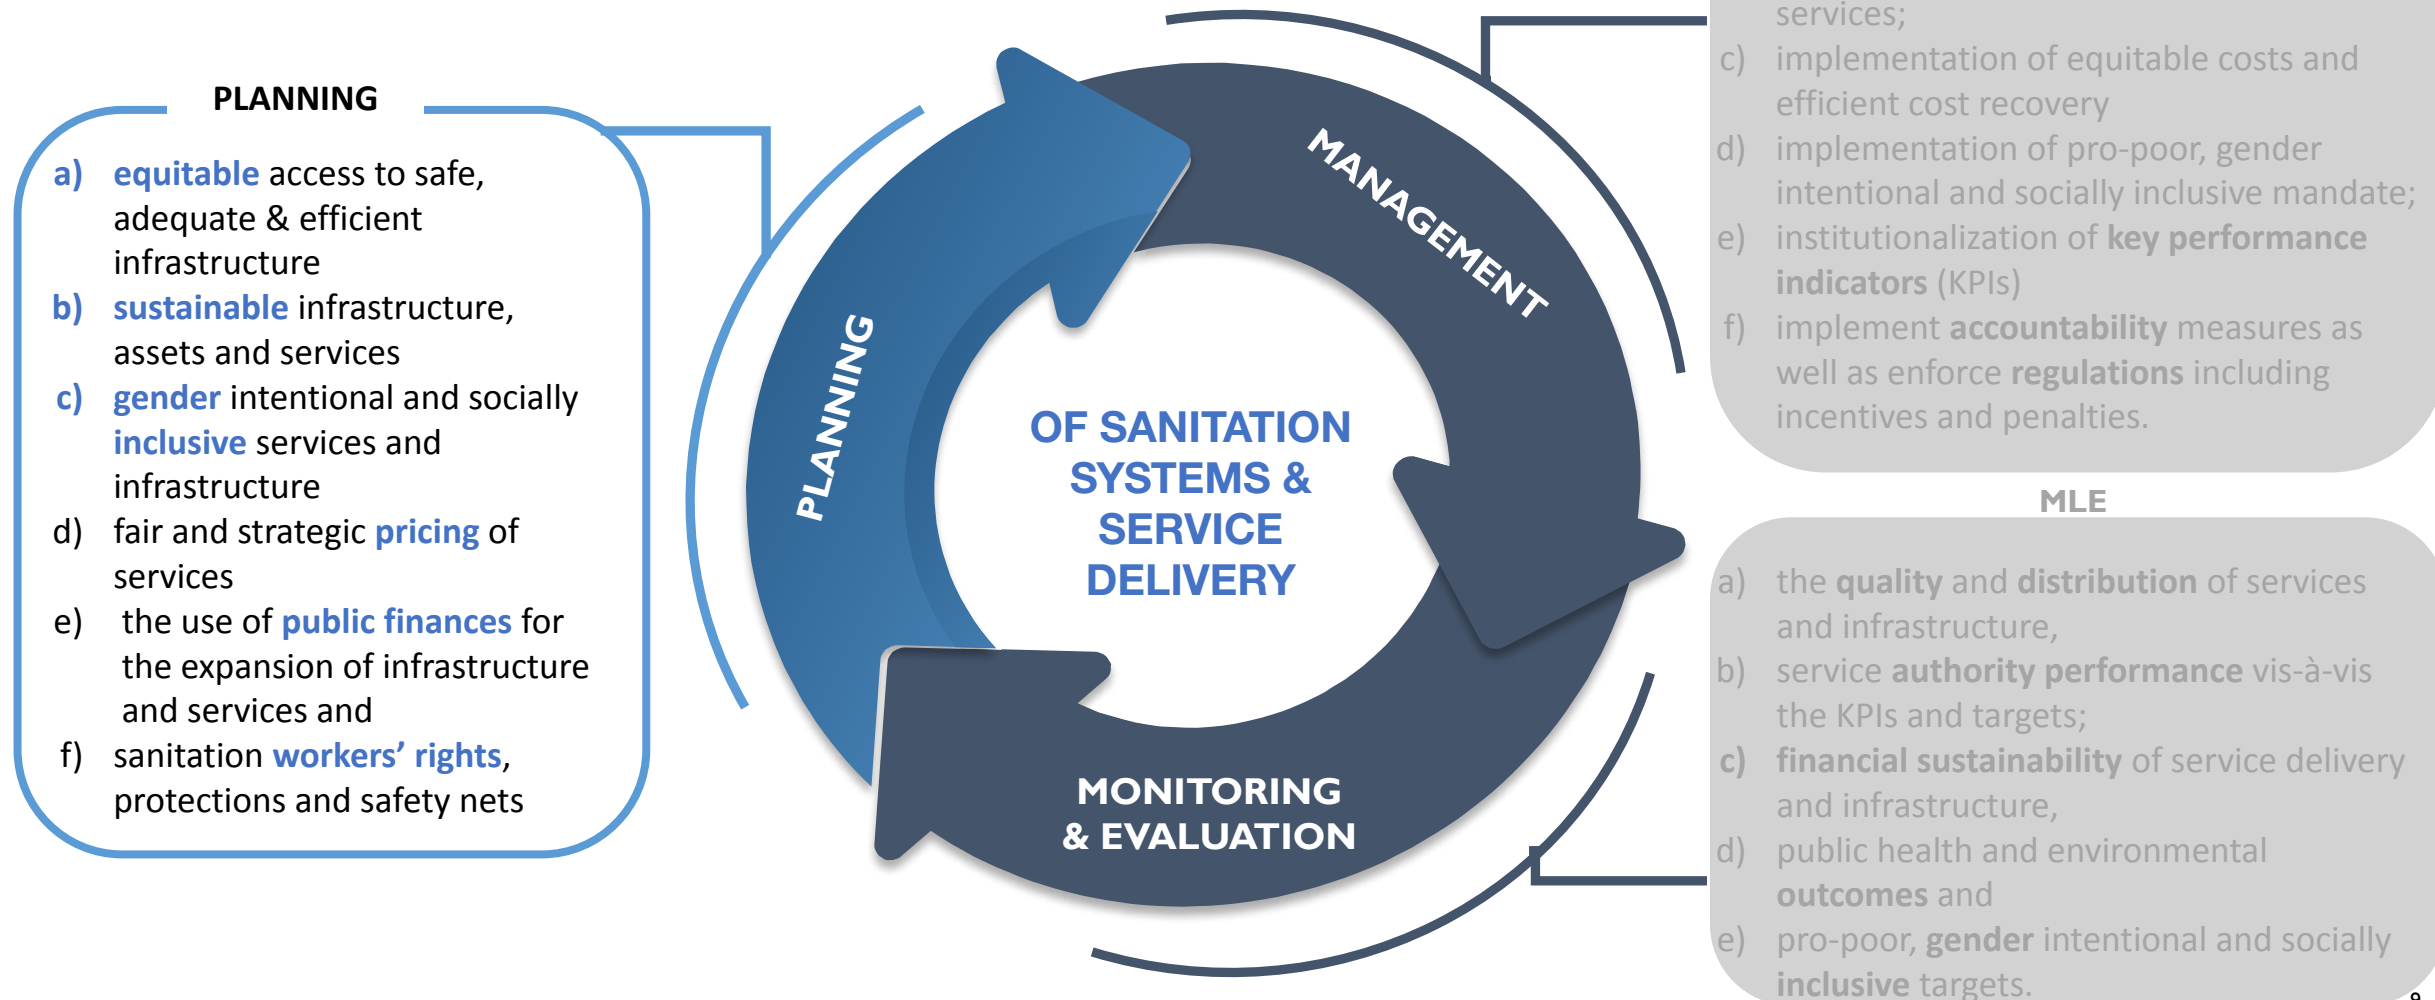 PLANNING
a) equitable access to safe,
adequate & efficient
infrastructure
b) sustainable infrastructure,
assets and services
c) gender intentional and socially
inclusive services and
infrastructure
d) fair and strategic pricing of
services
e) the use of public finances for
the expansion of infrastructure
and services and
f) sanitation workers’ rights,
protections and safety nets
PLANNING
MANAGEMENT
OF SANITATION
SYSTEMS &
SERVICE
DELIVERY
MONITORING
& EVALUATION
services;
c) implementation of equitable costs and
efficient cost recovery
d) implementation of pro-poor, gender
intentional and socially inclusive mandate;
e) institutionalization of key performance
indicators (KPIs)
f) implement accountability measures as
well as enforce regulations including
incentives and penalties.
MLE
a) the quality and distribution of services
and infrastructure,
b) service authority performance vis-à-vis
the KPIs and targets;
c) financial sustainability of service delivery
and infrastructure,
d) public health and environmental
outcomes and
e) pro-poor, gender intentional and socially
inclusive targets.